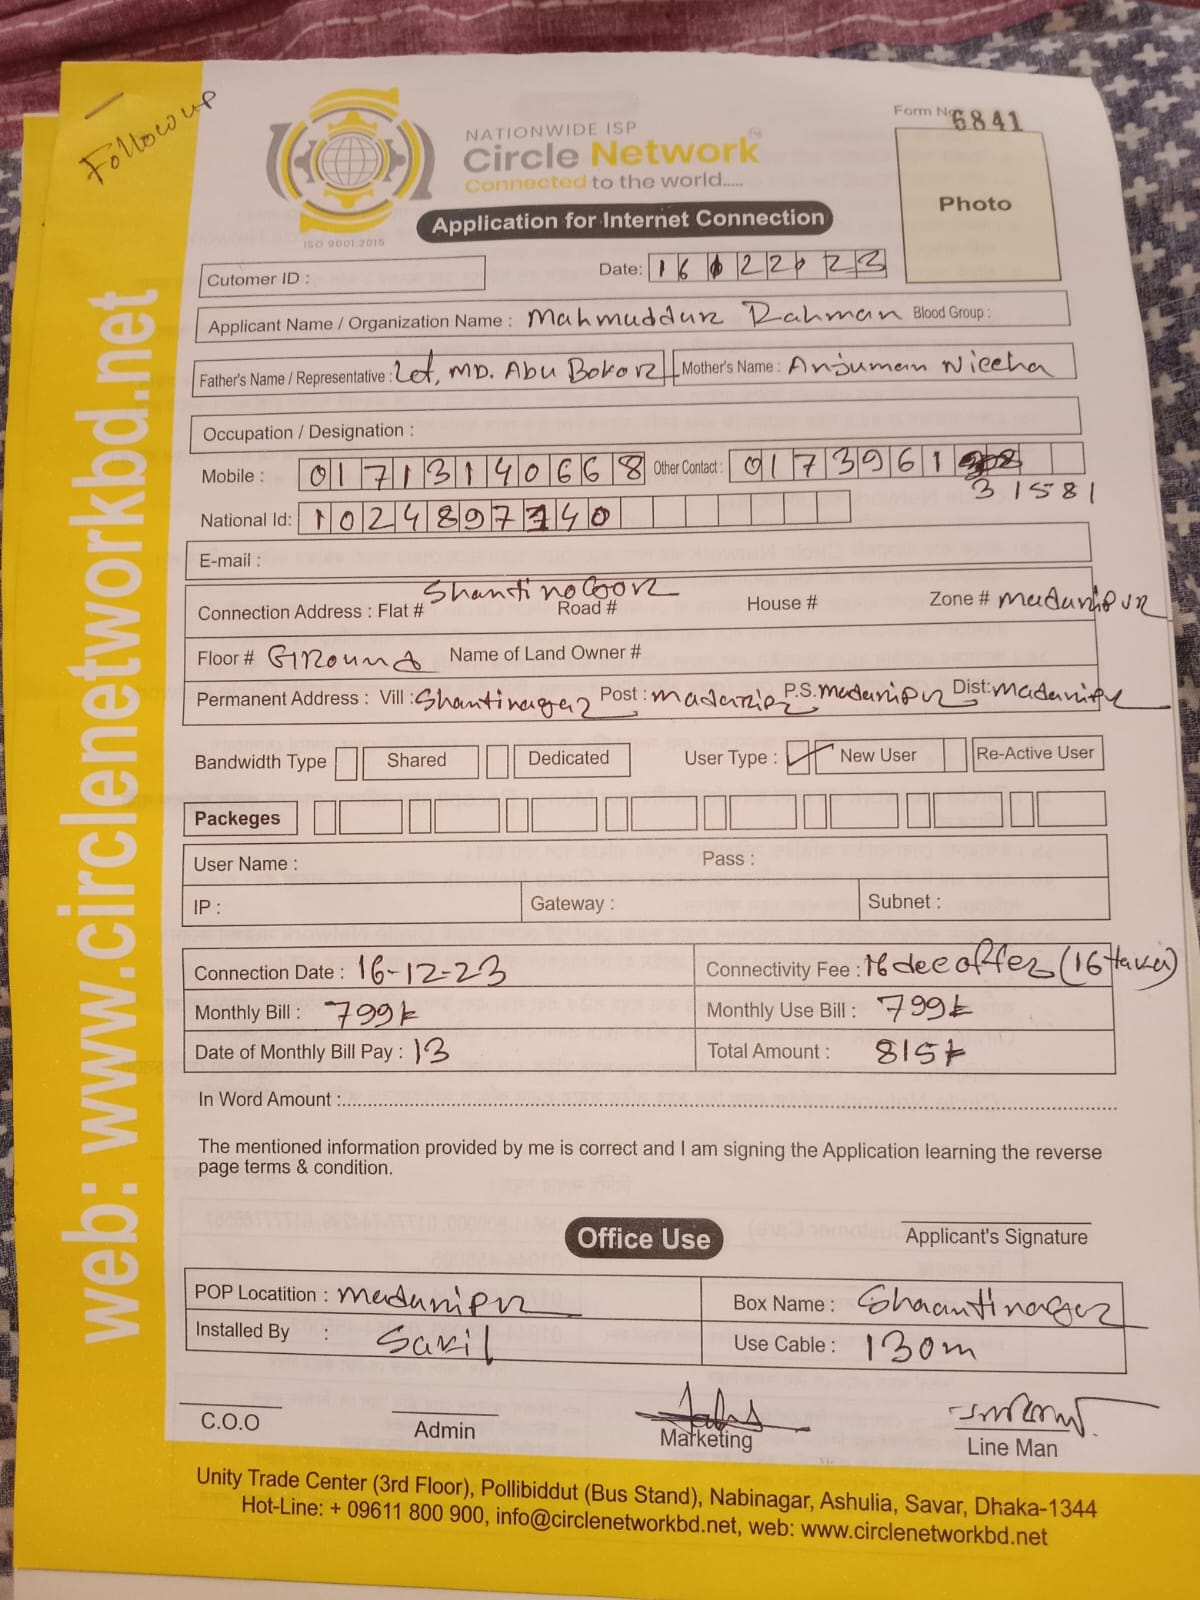 Followup
Form No 6841
NATIONWIDE ISP
Circle Network
Connected to the world.....
ISO 9001:2015
Photo
Application for Internet Connection
Cutomer ID :
Date: 16 12 2023
Applicant Name / Organization Name : Mahmuddur Rahman Blood Group :
Father's Name / Representative : Let, MD. Abu Bokor Mother's Name : Anjuman Niceha
Occupation / Designation :
Mobile : 01713140668 Other Contact : 0173961
31581
National Id: 1024897740
E-mail :
Shantinogor
Connection Address : Flat # Road # House # Zone # Madaripur
Floor # Ground Name of Land Owner #
Permanent Address : Vill : Shantinagar Post : madaripur P.S. madaripur Dist: Madaripur
Bandwidth Type Shared Dedicated User Type : ✓ New User Re-Active User
Packeges
User Name : Pass :
IP : Gateway : Subnet :
Connection Date : 16-12-23 Connectivity Fee : 16 dec offer (16 taka)
Monthly Bill : 799৳ Monthly Use Bill : 799৳
Date of Monthly Bill Pay : 13 Total Amount : 815৳
In Word Amount :
The mentioned information provided by me is correct and I am signing the Application learning the reverse
page terms & condition.
Applicant's Signature
Office Use
POP Locatition : Madaripur Box Name : Shaantinagar
Installed By : Sakil Use Cable : 130m
C.O.O Admin Marketing Line Man
Unity Trade Center (3rd Floor), Pollibiddut (Bus Stand), Nabinagar, Ashulia, Savar, Dhaka-1344
Hot-Line: + 09611 800 900, info@circlenetworkbd.net, web: www.circlenetworkbd.net
web: www.circlenetworkbd.net